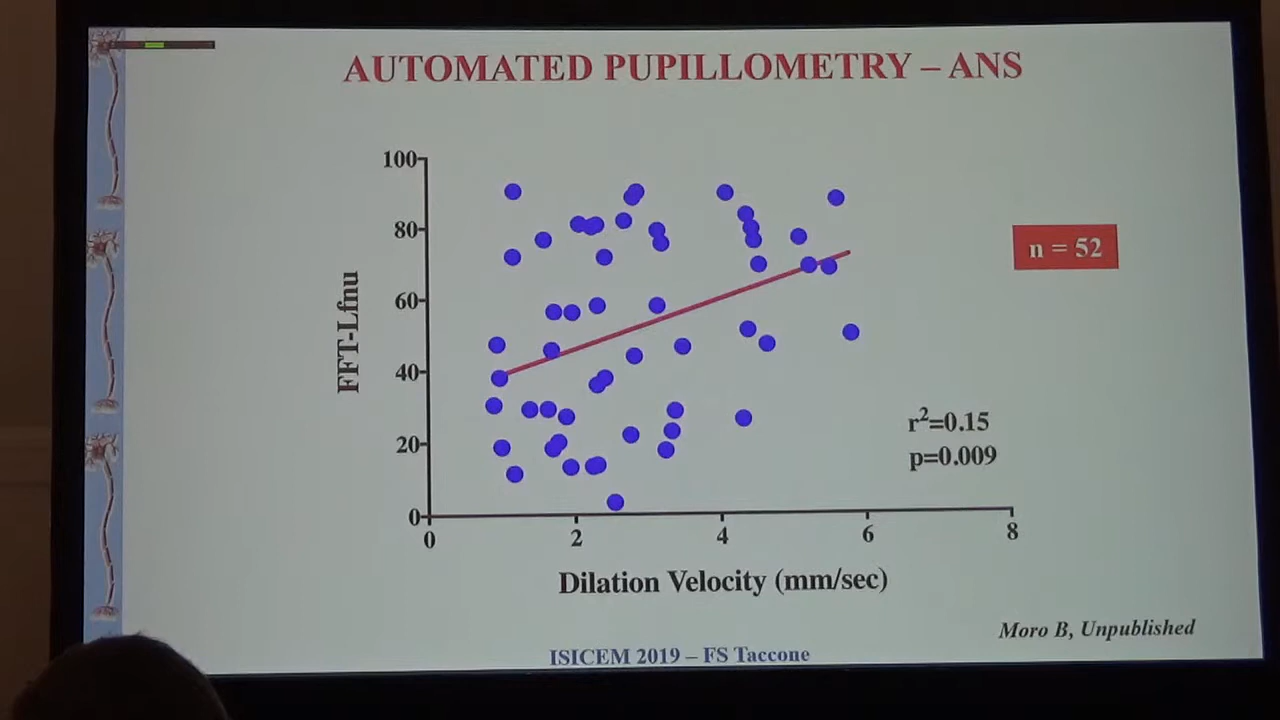 AUTOMATED PUPILLOMETRY – ANS
100
80
60
40
20
0
FFT-Lfnu
n = 52
r²=0.15
p=0.009
0 2 4 6 8
Dilation Velocity (mm/sec)
Moro B, Unpublished
ISICEM 2019 – FS Taccone